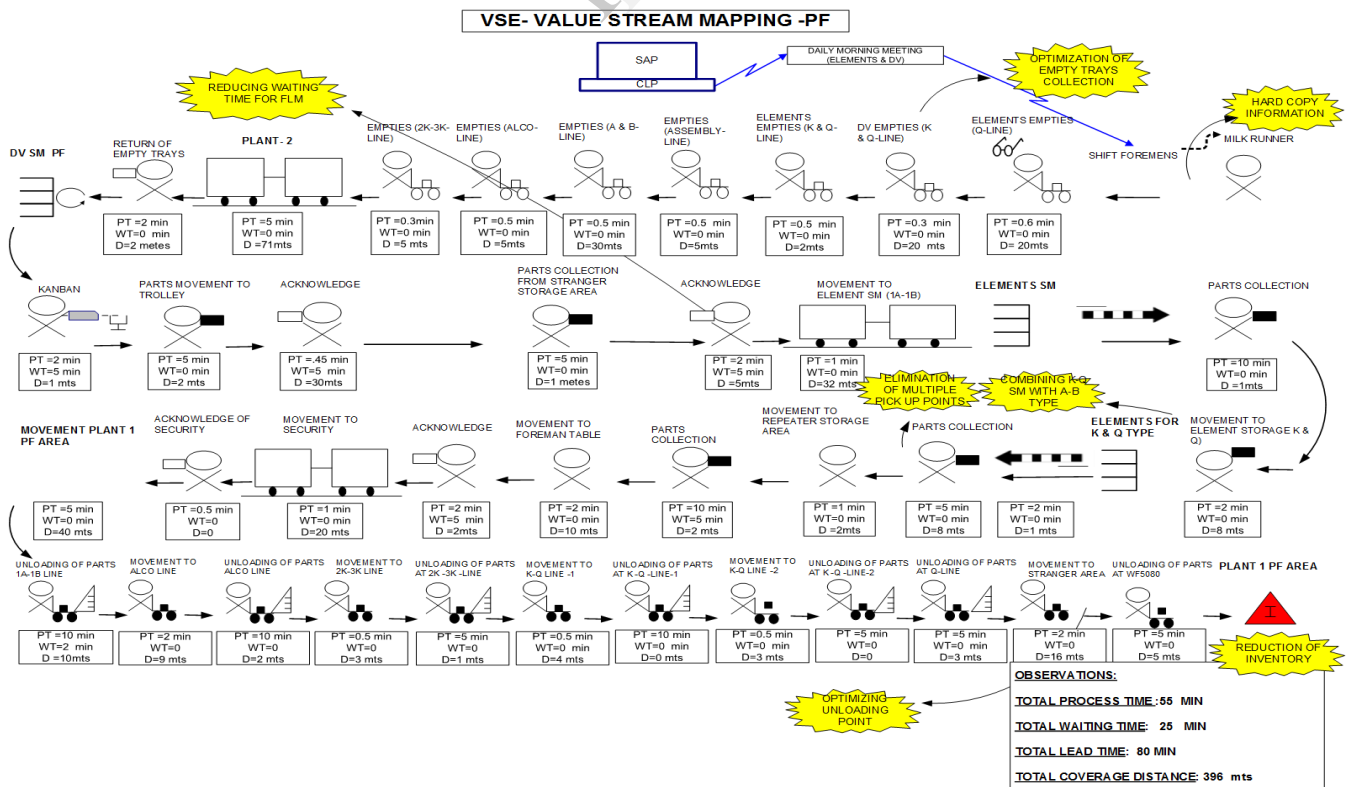 VSE- VALUE STREAM MAPPING -PF
SAP
CLP
DAILY MORNING MEETING
(ELEMENTS & DV)
OPTIMIZATION OF
EMPTY TRAYS
COLLECTION
REDUCING WAITING
TIME FOR FLM
HARD COPY
INFORMATION
DV SM PF
RETURN OF
EMPTY TRAYS
PLANT- 2
EMPTIES (2K-3K-
LINE)
EMPTIES (ALCO-
LINE)
EMPTIES (A & B-
LINE)
EMPTIES
(ASSEMBLY-
LINE)
ELEMENTS
EMPTIES (K & Q-
LINE)
DV EMPTIES (K
& Q-LINE)
ELEMENTS EMPTIES
(Q-LINE)
SHIFT FOREMENS
MILK RUNNER
PT =2 min
WT=0 min
D=2 metes
PT =5 min
WT=0 min
D =71mts
PT =0.3min
WT=0 min
D =5 mts
PT =0.5 min
WT=0 min
D =5mts
PT =0.5 min
WT=0 min
D=30mts
PT =0.5 min
WT=0 min
D=5mts
PT =0.5 min
WT=0 min
D=2mts
PT =0.3 min
WT=0 min
D=20 mts
PT =0.6 min
WT=0 min
D= 20mts
KANBAN
PARTS MOVEMENT TO
TROLLEY
ACKNOWLEDGE
PARTS COLLECTION
FROM STRANGER
STORAGE AREA
ACKNOWLEDGE
MOVEMENT TO
ELEMENT SM (1A-1B)
ELEMENTS SM
PARTS COLLECTION
PT =2 min
WT=5 min
D=1 mts
PT =5 min
WT=0 min
D=2 mts
PT =.45 min
WT=5 min
D =30mts
PT =5 min
WT=0 min
D=1 metes
PT =2 min
WT=5 min
D=5mts
PT =1 min
WT=0 min
D=32 mts
PT =10 min
WT=0 min
D =1mts
ELIMINATION
OF MULTIPLE
PICK UP POINTS
COMBINING K-Q
SM WITH A-B
TYPE
MOVEMENT PLANT 1
PF AREA
ACKNOWLEDGE OF
SECURITY
MOVEMENT TO
SECURITY
ACKNOWLEDGE
MOVEMENT TO
FOREMAN TABLE
PARTS
COLLECTION
MOVEMENT TO
REPEATER STORAGE
AREA
PARTS COLLECTION
ELEMENTS FOR
K & Q TYPE
MOVEMENT TO
ELEMENT STORAGE K &
Q)
PT =5 min
WT=0 min
D=40 mts
PT =0.5 min
WT=0
D=0
PT =1 min
WT=0 min
D=20 mts
PT =2 min
WT=5 min
D =2mts
PT =2 min
WT=0 min
D=10 mts
PT =10 min
WT=5 min
D=2 mts
PT =1 min
WT=0 min
D=2mts
PT =5 min
WT=0 min
D=8 mts
PT =2 min
WT=0 min
D=1 mts
PT =2 min
WT=0 min
D=8 mts
UNLOADING OF PARTS
1A-1B LINE
MOVEMENT TO
ALCO LINE
UNLOADING OF PARTS
ALCO LINE
MOVEMENT TO
2K-3K LINE
UNLOADING OF PARTS
AT 2K -3K -LINE
MOVEMENT TO
K-Q LINE -1
UNLOADING OF PARTS
AT K-Q -LINE-1
MOVEMENT TO
K-Q LINE -2
UNLOADING OF PARTS
AT K-Q -LINE-2
UNLOADING OF PARTS
AT Q-LINE
MOVEMENT TO
STRANGER AREA
UNLOADING OF PARTS
AT WF5080
PLANT 1 PF AREA
I
PT =10 min
WT=2 min
D =10mts
PT =2 min
WT=0
D=9 mts
PT =10 min
WT=0
D=2 mts
PT =0.5 min
WT=0
D=3 mts
PT =5 min
WT=0
D=1 mts
PT =0.5 min
WT=0
D=4 mts
PT =10 min
WT=0
D=0 mts
PT =0.5 min
WT=0
D=3 mts
PT =5 min
WT=0
D=0
PT =5 min
WT=0
D=3 mts
PT =2 min
WT=0
D=16 mts
PT =5 min
WT=0
D=5 mts
REDUCTION OF
INVENTORY
OPTIMIZING
UNLOADING
POINT
OBSERVATIONS:
TOTAL PROCESS TIME :55 MIN
TOTAL WAITING TIME: 25 MIN
TOTAL LEAD TIME: 80 MIN
TOTAL COVERAGE DISTANCE: 396 mts